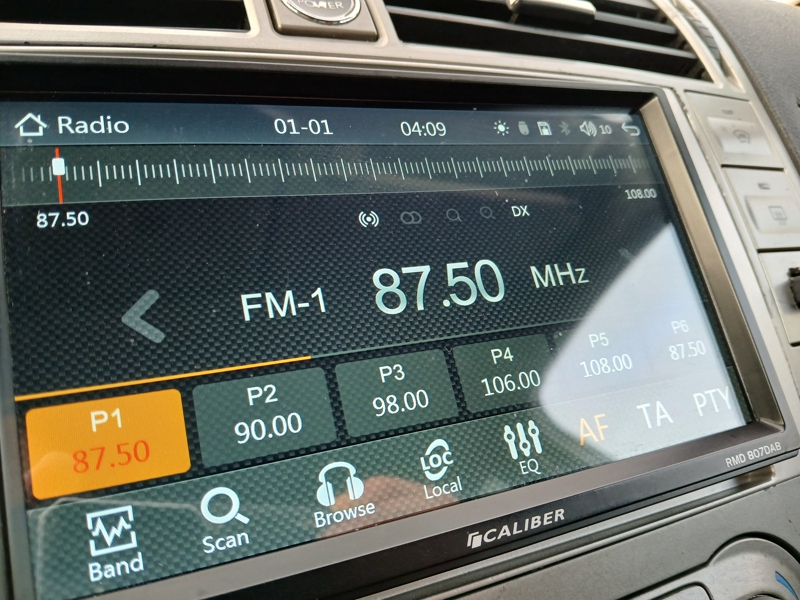 POWER
Radio 01-01 04:09 10
87.50 108.00
DX
FM-1 87.50 MHz
P1 P2 P3 P4 P5 P6
87.50 90.00 98.00 106.00 108.00 87.50
Band Scan Browse LOC Local EQ AF TA PTY
CALIBER
RMD 807DAB